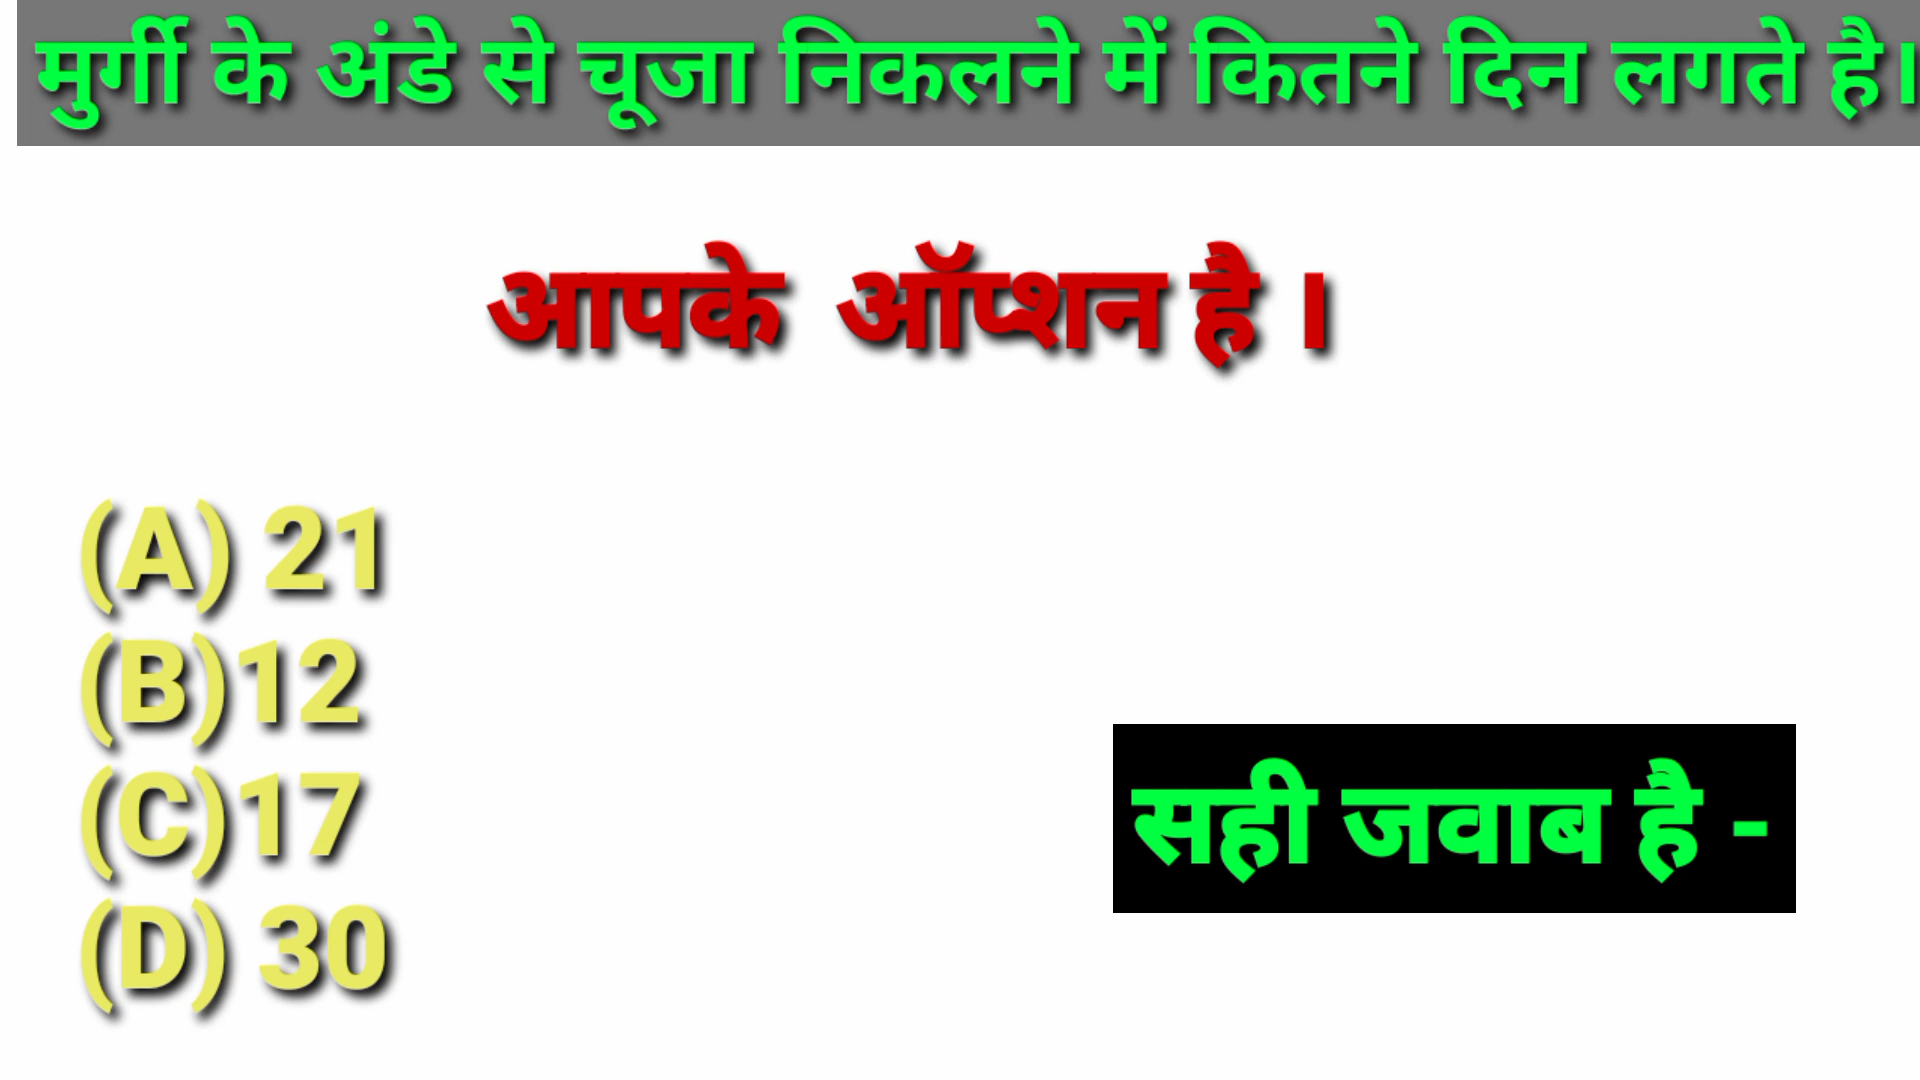 मुर्गी के अंडे से चूजा निकलने में कितने दिन लगते है।
आपके ऑप्शन है ।
(A) 21
(B)12
(C)17
(D) 30
सही जवाब है -